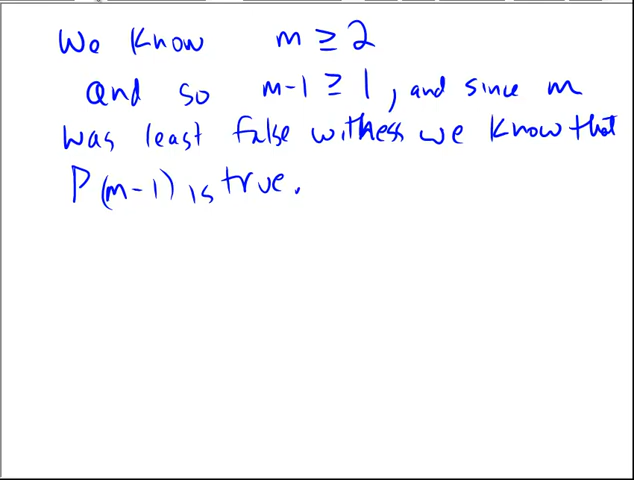 We know m ≥ 2
and so m-1 ≥ 1, and since m
was least false witness we know that
P(m-1) is true.